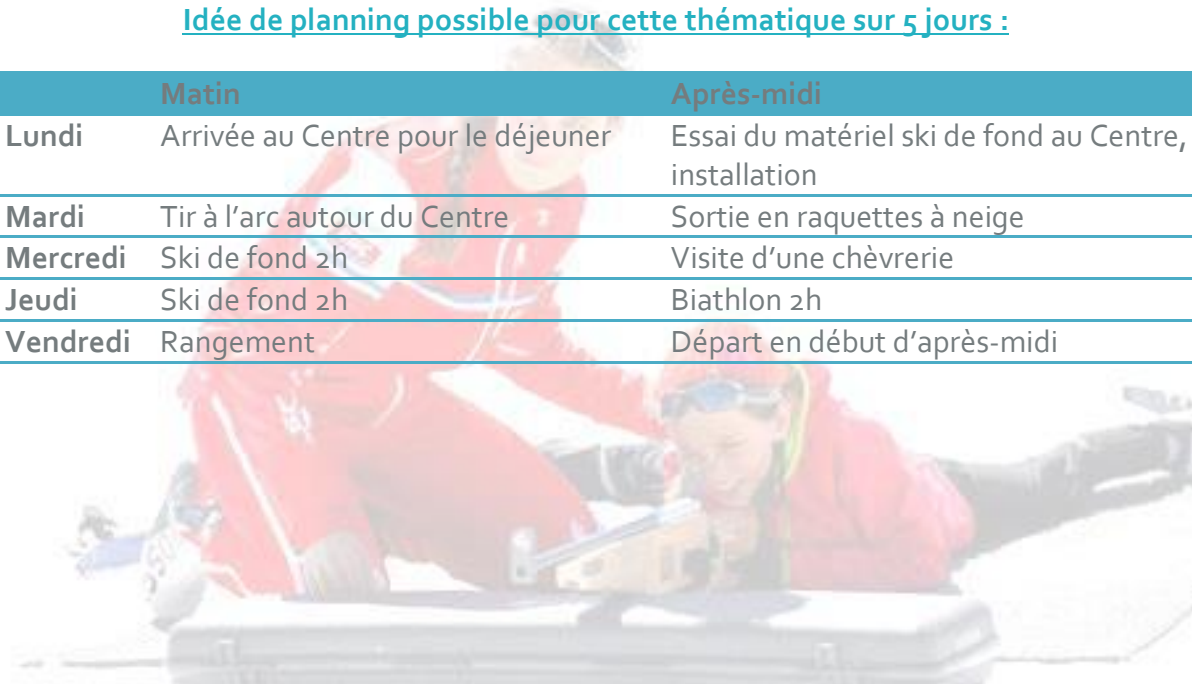 Idée de planning possible pour cette thématique sur 5 jours :
Matin Après-midi
Lundi Arrivée au Centre pour le déjeuner Essai du matériel ski de fond au Centre,
installation
Mardi Tir à l’arc autour du Centre Sortie en raquettes à neige
Mercredi Ski de fond 2h Visite d’une chèvrerie
Jeudi Ski de fond 2h Biathlon 2h
Vendredi Rangement Départ en début d’après-midi